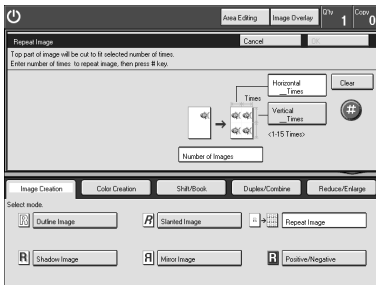 Area Editing Image Overlay Q'ty 1 Copy 0
Repeat Image Cancel OK
Top part of image will be cut to fit selected number of times.
Enter number of times to repeat image, then press # key.
Horizontal
__Times
Clear
Times
Vertical
__Times
#
<1-15 Times>
Number of Images
Image Creation Color Creation Shift/Book Duplex/Combine Reduce/Enlarge
Select mode.
R Outline Image R Slanted Image R Repeat Image
R Shadow Image R Mirror Image R Positive/Negative